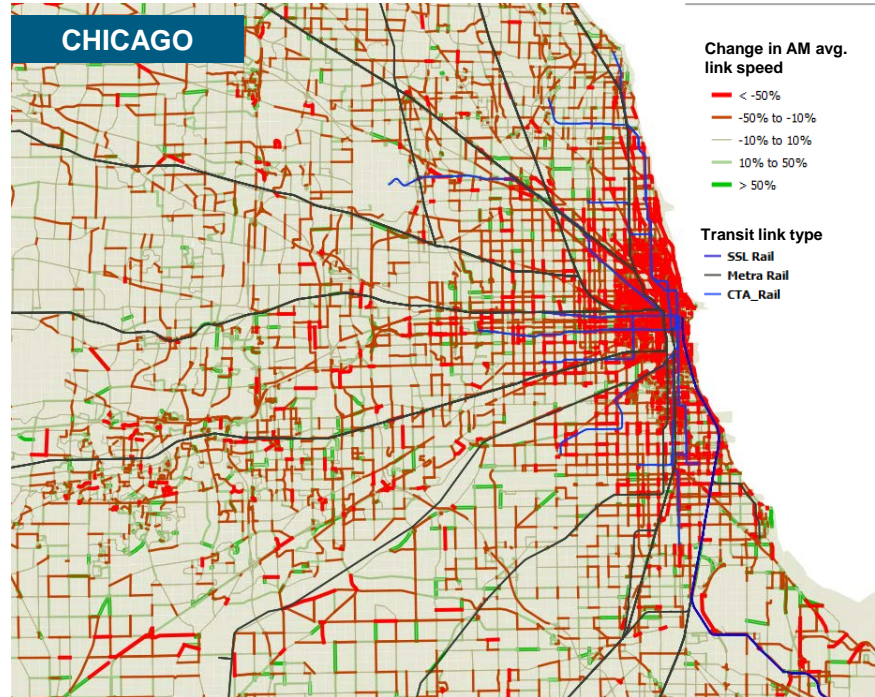 CHICAGO
Change in AM avg.
link speed
< -50%
-50% to -10%
-10% to 10%
10% to 50%
> 50%
Transit link type
SSL Rail
Metra Rail
CTA_Rail